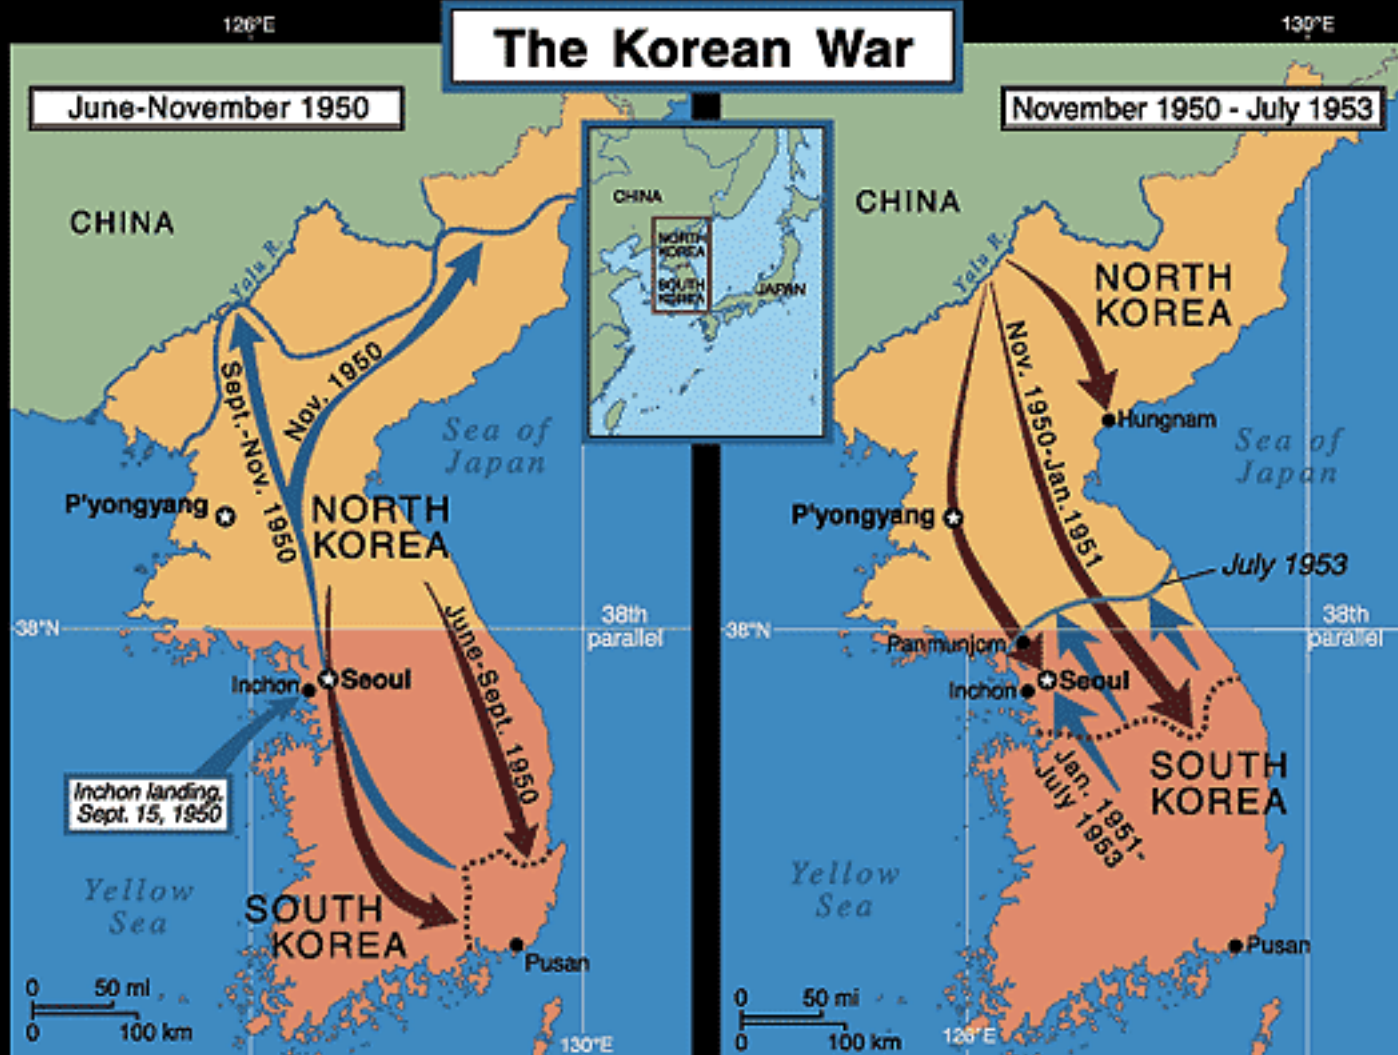 The Korean War
126°E
130°E
June-November 1950
November 1950 - July 1953
CHINA
Yalu R.
Sept.-Nov. 1950
Nov. 1950
Sea of
Japan
P'yongyang
NORTH
KOREA
38°N
38th
parallel
June-Sept. 1950
Inchon
Seoul
Inchon landing,
Sept. 15, 1950
Yellow
Sea
SOUTH
KOREA
Pusan
0 50 mi
0 100 km
130°E
CHINA
NORTH
KOREA
SOUTH
KOREA
JAPAN
CHINA
Yalu R.
NORTH
KOREA
Nov. 1950-Jan. 1951
Hungnam
Sea of
Japan
P'yongyang
July 1953
38°N
38th
parallel
Panmunjom
Inchon
Seoul
Jan. 1951-
July 1953
SOUTH
KOREA
Yellow
Sea
Pusan
0 50 mi
0 100 km
126°E